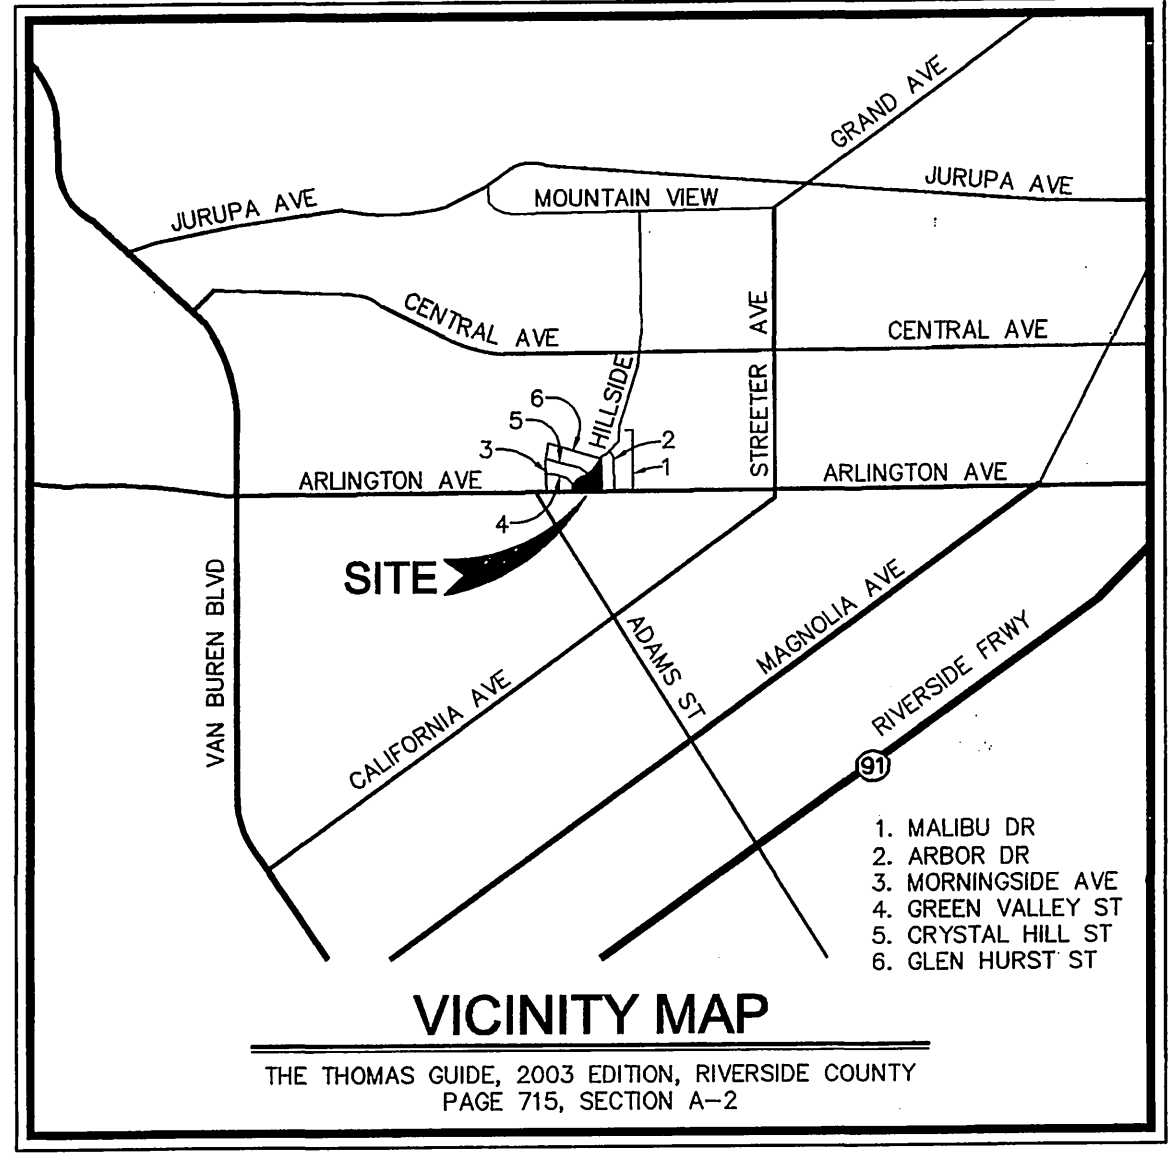 GRAND AVE
JURUPA AVE
JURUPA AVE
MOUNTAIN VIEW
CENTRAL AVE
STREETER AVE
CENTRAL AVE
HILLSIDE
6
5
3
2
1
4
ARLINGTON AVE
ARLINGTON AVE
SITE
VAN BUREN BLVD
CALIFORNIA AVE
ADAMS ST
MAGNOLIA AVE
RIVERSIDE FRWY
91
1. MALIBU DR
2. ARBOR DR
3. MORNINGSIDE AVE
4. GREEN VALLEY ST
5. CRYSTAL HILL ST
6. GLEN HURST ST
VICINITY MAP
THE THOMAS GUIDE, 2003 EDITION, RIVERSIDE COUNTY
PAGE 715, SECTION A-2